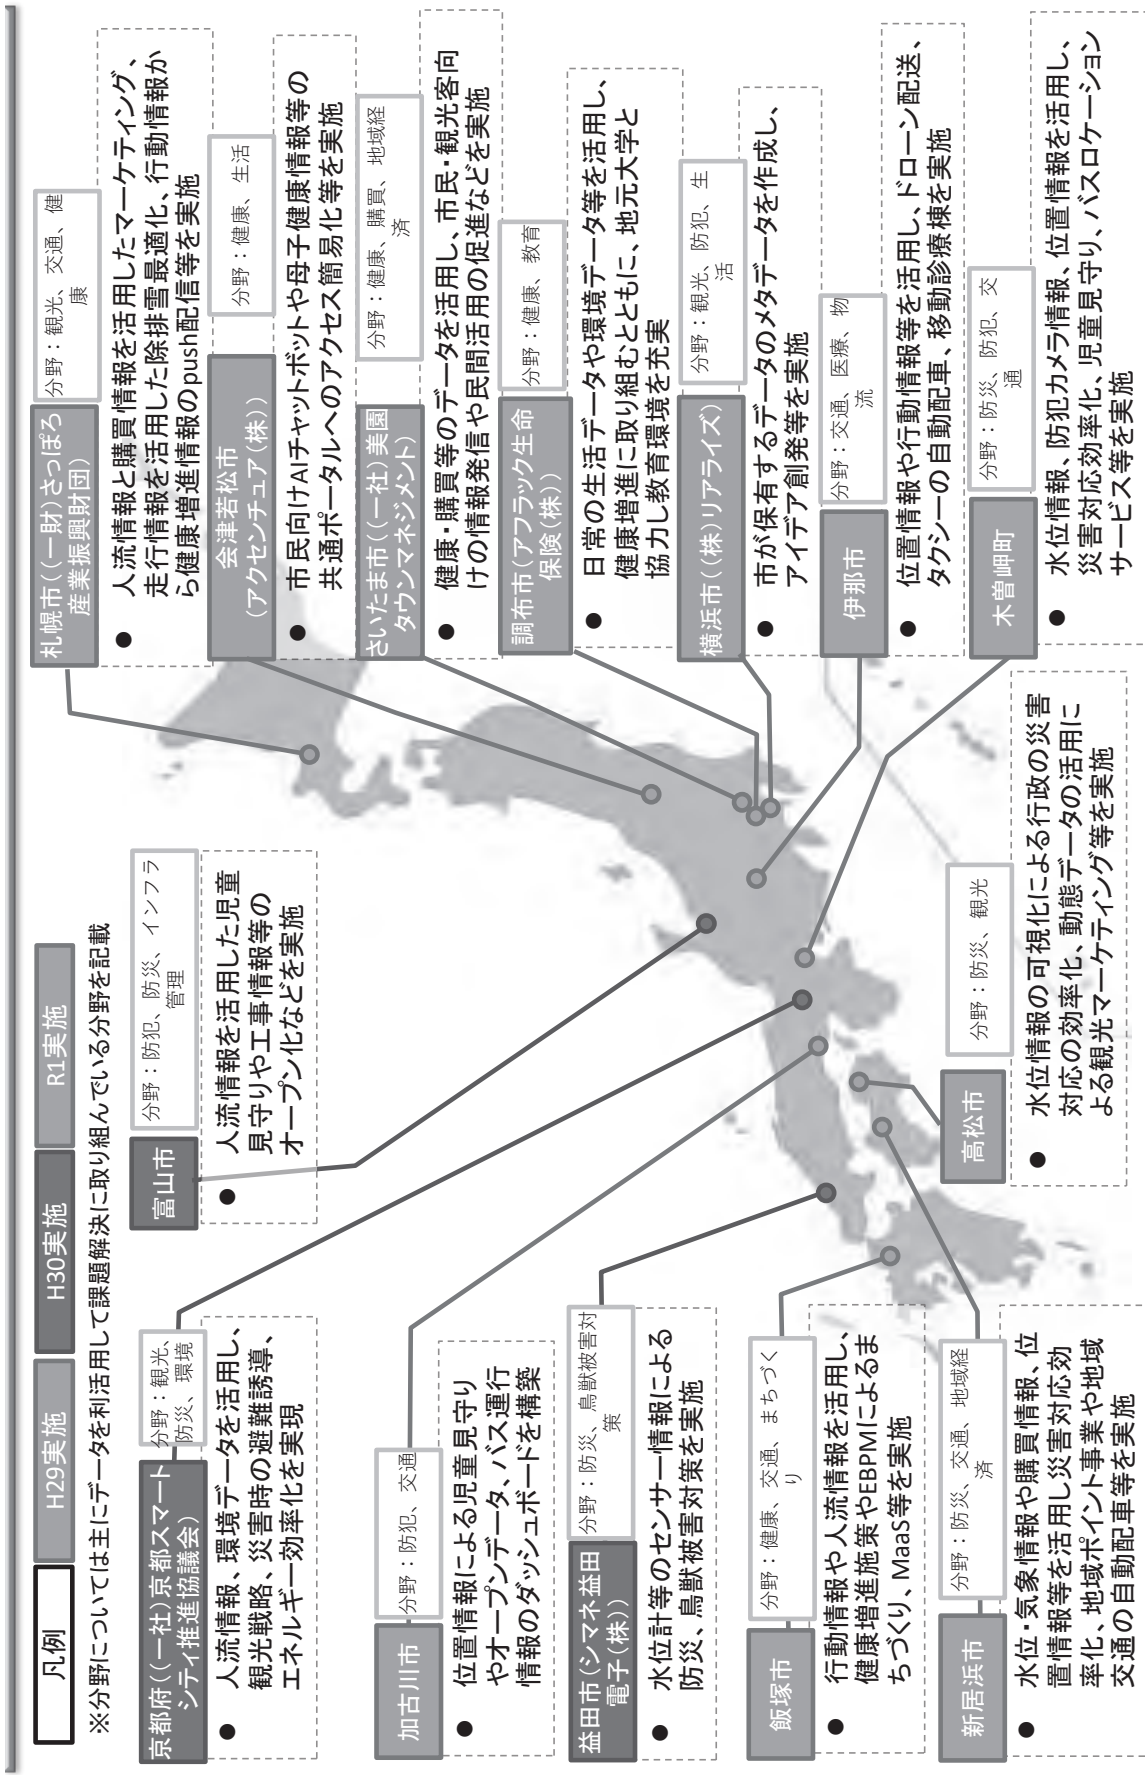 凡例
H29実施
H30実施
R1実施
※分野については主にデータを利活用して課題解決に取り組んでいる分野を記載
京都府((一社)京都スマート
シティ推進協議会)
分野：観光、
防災、環境
● 人流情報、環境データを活用し、
観光戦略、災害時の避難誘導、
エネルギー効率化を実現
加古川市
分野：防犯、交通
● 位置情報による児童見守り
やオープンデータ、バス運行
情報のダッシュボードを構築
益田市(シマネ益田
電子(株))
分野：防災、鳥獣被害対
策
● 水位計等のセンサー情報による
防災、鳥獣被害対策を実施
飯塚市
分野：健康、交通、まちづく
り
● 行動情報や人流情報を活用し、
健康増進施策やEBPMによるま
ちづくり、MaaS等を実施
新居浜市
分野：防災、交通、地域経
済
● 水位・気象情報や購買情報、位
置情報等を活用し災害対応効
率化、地域ポイント事業や地域
交通の自動配車等を実施
富山市
分野：防犯、防災、インフラ
管理
● 人流情報を活用した児童
見守りや工事情報等の
オープン化などを実施
高松市
分野：防災、観光
● 水位情報の可視化による行政の災害
対応の効率化、動態データの活用に
よる観光マーケティング等を実施
札幌市((一財)さっぽろ
産業振興財団)
分野：観光、交通、健
康
● 人流情報と購買情報を活用したマーケティング、
走行情報を活用した除排雪最適化、行動情報か
ら健康増進情報のpush配信等を実施
会津若松市
(アクセンチュア(株))
分野：健康、生活
● 市民向けAIチャットボットや母子健康情報等の
共通ポータルへのアクセス簡易化等を実施
さいたま市((一社)美園
タウンマネジメント)
分野：健康、購買、地域経
済
● 健康・購買等のデータを活用し、市民・観光客向
けの情報発信や民間活用の促進などを実施
調布市(アフラック生命
保険(株))
分野：健康、教育
● 日常の生活データや環境データ等を活用し、
健康増進に取り組むとともに、地元大学と
協力し教育環境を充実
横浜市((株)リアライズ)
分野：観光、防犯、生
活
● 市が保有するデータのメタデータを作成し、
アイデア創発等を実施
伊那市
分野：交通、医療、物
流
● 位置情報や行動情報等を活用し、ドローン配送、
タクシーの自動配車、移動診療棟を実施
木曽岬町
分野：防災、防犯、交
通
● 水位情報、防犯カメラ情報、位置情報を活用し、
災害対応効率化、児童見守り、バスロケーション
サービス等を実施